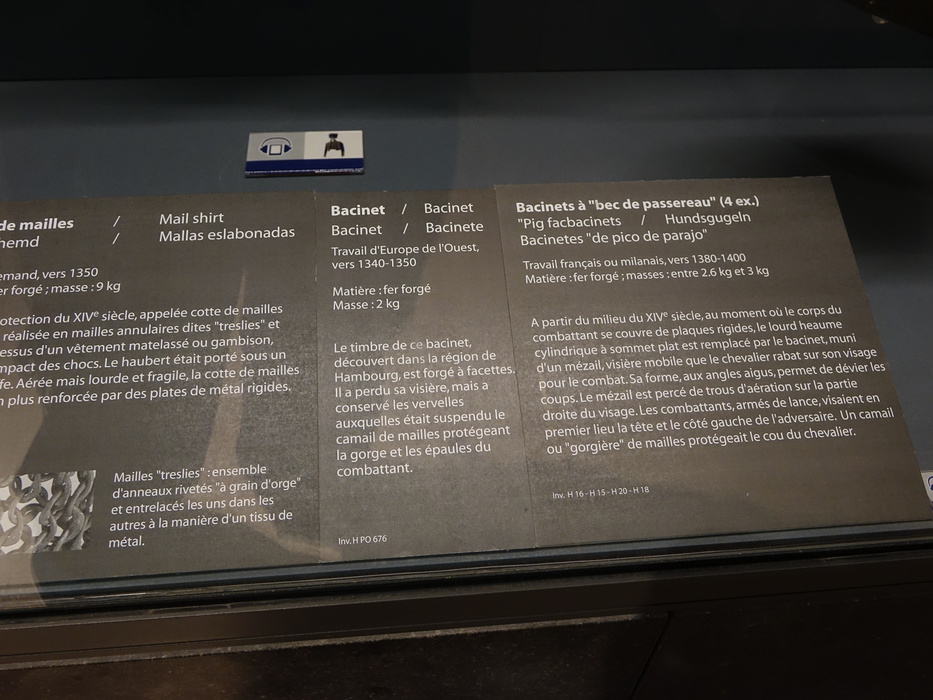 de mailles / Mail shirt
hemd / Mallas eslabonadas
emand, vers 1350
er forgé ; masse : 9 kg
otection du XIVe siècle, appelée cotte de mailles
réalisée en mailles annulaires dites "treslies" et
essus d'un vêtement matelassé ou gambison,
mpact des chocs. Le haubert était porté sous un
fe. Aérée mais lourde et fragile, la cotte de mailles
n plus renforcée par des plates de métal rigides.
Mailles "treslies" : ensemble
d'anneaux rivetés "à grain d'orge"
et entrelacés les uns dans les
autres à la manière d'un tissu de
métal.
Bacinet / Bacinet
Bacinet / Bacinete
Travail d'Europe de l'Ouest,
vers 1340-1350
Matière : fer forgé
Masse : 2 kg
Le timbre de ce bacinet,
découvert dans la région de
Hambourg, est forgé à facettes.
Il a perdu sa visière, mais a
conservé les vervelles
auxquelles était suspendu le
camail de mailles protégeant
la gorge et les épaules du
combattant.
Inv. H PO 676
Bacinets à "bec de passereau" (4 ex.)
"Pig facbacinets / Hundsgugeln
Bacinetes "de pico de parajo"
Travail français ou milanais, vers 1380-1400
Matière : fer forgé ; masses : entre 2.6 kg et 3 kg
A partir du milieu du XIVe siècle, au moment où le corps du
combattant se couvre de plaques rigides, le lourd heaume
cylindrique à sommet plat est remplacé par le bacinet, muni
d'un mézail, visière mobile que le chevalier rabat sur son visage
pour le combat. Sa forme, aux angles aigus, permet de dévier les
coups. Le mézail est percé de trous d'aération sur la partie
droite du visage. Les combattants, armés de lance, visaient en
premier lieu la tête et le côté gauche de l'adversaire. Un camail
ou "gorgière" de mailles protégeait le cou du chevalier.
Inv. H 16 - H 15 - H 20 - H 18